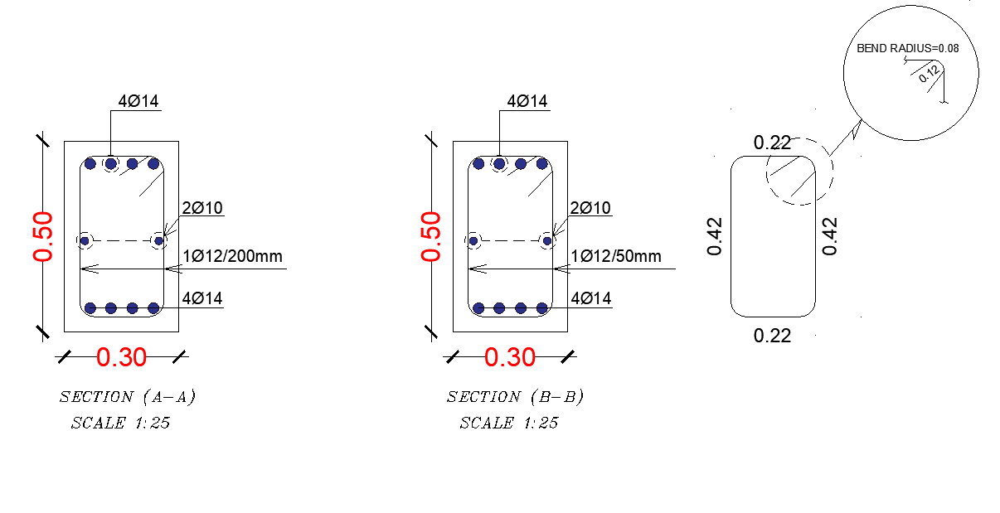 BEND RADIUS=0.08
0.12
4Ø14
0.50
2Ø10
1Ø12/200mm
4Ø14
0.30
SECTION (A-A)
SCALE 1:25
4Ø14
0.50
2Ø10
1Ø12/50mm
4Ø14
0.30
SECTION (B-B)
SCALE 1:25
0.22
0.42
0.42
0.22